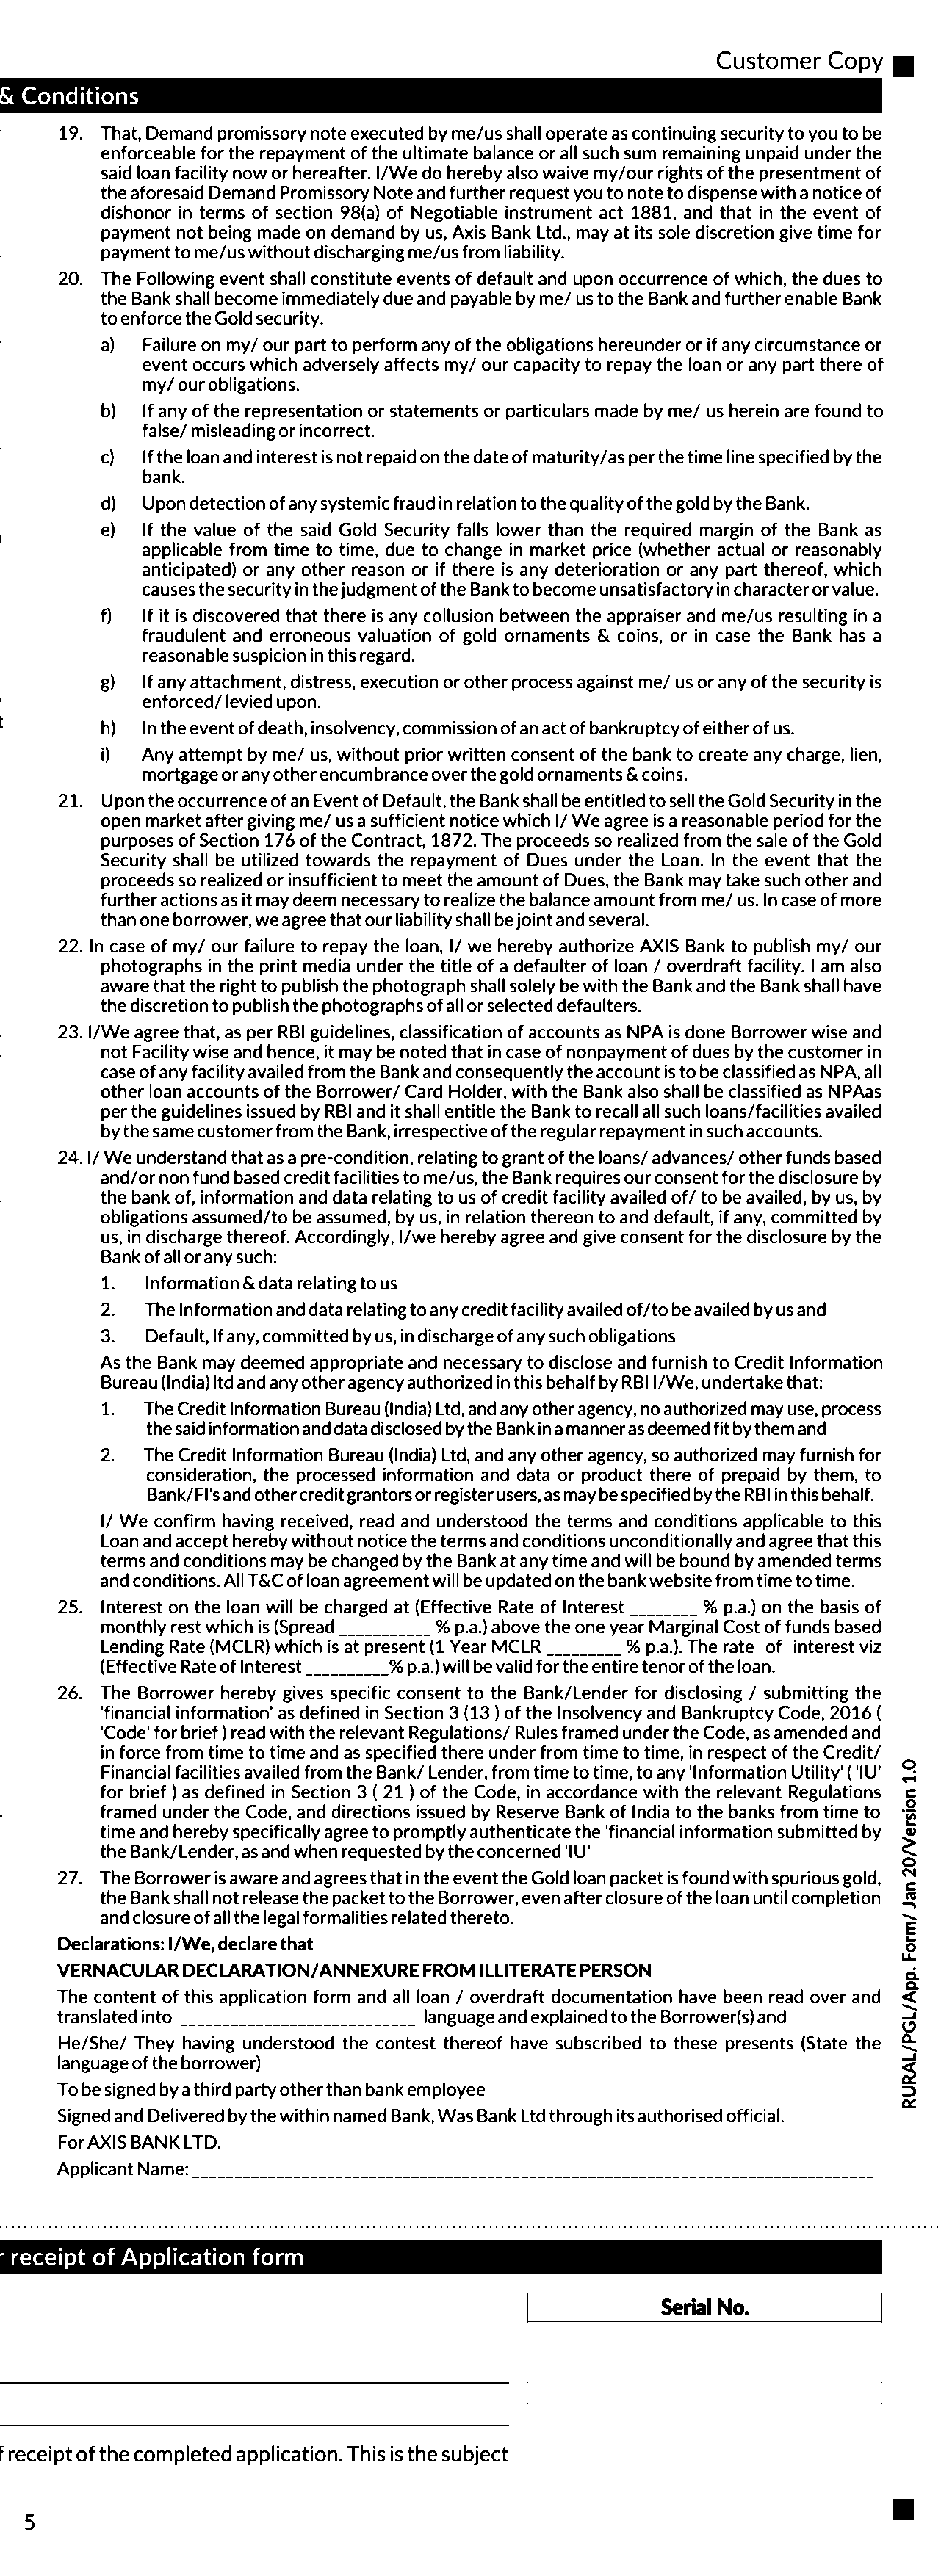 Customer Copy
& Conditions
19. That, Demand promissory note executed by me/us shall operate as continuing security to you to be
enforceable for the repayment of the ultimate balance or all such sum remaining unpaid under the
said loan facility now or hereafter. I/We do hereby also waive my/our rights of the presentment of
the aforesaid Demand Promissory Note and further request you to note to dispense with a notice of
dishonor in terms of section 98(a) of Negotiable instrument act 1881, and that in the event of
payment not being made on demand by us, Axis Bank Ltd., may at its sole discretion give time for
payment to me/us without discharging me/us from liability.
20. The Following event shall constitute events of default and upon occurrence of which, the dues to
the Bank shall become immediately due and payable by me/ us to the Bank and further enable Bank
to enforce the Gold security.
a) Failure on my/ our part to perform any of the obligations hereunder or if any circumstance or
event occurs which adversely affects my/ our capacity to repay the loan or any part there of
my/ our obligations.
b) If any of the representation or statements or particulars made by me/ us herein are found to
false/ misleading or incorrect.
c) If the loan and interest is not repaid on the date of maturity/as per the time line specified by the
bank.
d) Upon detection of any systemic fraud in relation to the quality of the gold by the Bank.
e) If the value of the said Gold Security falls lower than the required margin of the Bank as
applicable from time to time, due to change in market price (whether actual or reasonably
anticipated) or any other reason or if there is any deterioration or any part thereof, which
causes the security in the judgment of the Bank to become unsatisfactory in character or value.
f) If it is discovered that there is any collusion between the appraiser and me/us resulting in a
fraudulent and erroneous valuation of gold ornaments & coins, or in case the Bank has a
reasonable suspicion in this regard.
g) If any attachment, distress, execution or other process against me/ us or any of the security is
enforced/ levied upon.
h) In the event of death, insolvency, commission of an act of bankruptcy of either of us.
i) Any attempt by me/ us, without prior written consent of the bank to create any charge, lien,
mortgage or any other encumbrance over the gold ornaments & coins.
21. Upon the occurrence of an Event of Default, the Bank shall be entitled to sell the Gold Security in the
open market after giving me/ us a sufficient notice which I/ We agree is a reasonable period for the
purposes of Section 176 of the Contract, 1872. The proceeds so realized from the sale of the Gold
Security shall be utilized towards the repayment of Dues under the Loan. In the event that the
proceeds so realized or insufficient to meet the amount of Dues, the Bank may take such other and
further actions as it may deem necessary to realize the balance amount from me/ us. In case of more
than one borrower, we agree that our liability shall be joint and several.
22. In case of my/ our failure to repay the loan, I/ we hereby authorize AXIS Bank to publish my/ our
photographs in the print media under the title of a defaulter of loan / overdraft facility. I am also
aware that the right to publish the photograph shall solely be with the Bank and the Bank shall have
the discretion to publish the photographs of all or selected defaulters.
23. I/We agree that, as per RBI guidelines, classification of accounts as NPA is done Borrower wise and
not Facility wise and hence, it may be noted that in case of nonpayment of dues by the customer in
case of any facility availed from the Bank and consequently the account is to be classified as NPA, all
other loan accounts of the Borrower/ Card Holder, with the Bank also shall be classified as NPAas
per the guidelines issued by RBI and it shall entitle the Bank to recall all such loans/facilities availed
by the same customer from the Bank, irrespective of the regular repayment in such accounts.
24. I/ We understand that as a pre-condition, relating to grant of the loans/ advances/ other funds based
and/or non fund based credit facilities to me/us, the Bank requires our consent for the disclosure by
the bank of, information and data relating to us of credit facility availed of/ to be availed, by us, by
obligations assumed/to be assumed, by us, in relation thereon to and default, if any, committed by
us, in discharge thereof. Accordingly, I/we hereby agree and give consent for the disclosure by the
Bank of all or any such:
1. Information & data relating to us
2. The Information and data relating to any credit facility availed of/to be availed by us and
3. Default, If any, committed by us, in discharge of any such obligations
As the Bank may deemed appropriate and necessary to disclose and furnish to Credit Information
Bureau (India) ltd and any other agency authorized in this behalf by RBI I/We, undertake that:
1. The Credit Information Bureau (India) Ltd, and any other agency, no authorized may use, process
the said information and data disclosed by the Bank in a manner as deemed fit by them and
2. The Credit Information Bureau (India) Ltd, and any other agency, so authorized may furnish for
consideration, the processed information and data or product there of prepaid by them, to
Bank/FI's and other credit grantors or register users, as may be specified by the RBI in this behalf.
I/ We confirm having received, read and understood the terms and conditions applicable to this
Loan and accept hereby without notice the terms and conditions unconditionally and agree that this
terms and conditions may be changed by the Bank at any time and will be bound by amended terms
and conditions. All T&C of loan agreement will be updated on the bank website from time to time.
25. Interest on the loan will be charged at (Effective Rate of Interest ________ % p.a.) on the basis of
monthly rest which is (Spread ___________ % p.a.) above the one year Marginal Cost of funds based
Lending Rate (MCLR) which is at present (1 Year MCLR _________ % p.a.). The rate of interest viz
(Effective Rate of Interest __________% p.a.) will be valid for the entire tenor of the loan.
26. The Borrower hereby gives specific consent to the Bank/Lender for disclosing / submitting the
'financial information' as defined in Section 3 (13 ) of the Insolvency and Bankruptcy Code, 2016 (
'Code' for brief ) read with the relevant Regulations/ Rules framed under the Code, as amended and
in force from time to time and as specified there under from time to time, in respect of the Credit/
Financial facilities availed from the Bank/ Lender, from time to time, to any 'Information Utility' ( 'IU'
for brief ) as defined in Section 3 ( 21 ) of the Code, in accordance with the relevant Regulations
framed under the Code, and directions issued by Reserve Bank of India to the banks from time to
time and hereby specifically agree to promptly authenticate the 'financial information submitted by
the Bank/Lender, as and when requested by the concerned 'IU'
27. The Borrower is aware and agrees that in the event the Gold loan packet is found with spurious gold,
the Bank shall not release the packet to the Borrower, even after closure of the loan until completion
and closure of all the legal formalities related thereto.
Declarations: I/We, declare that
VERNACULAR DECLARATION/ANNEXURE FROM ILLITERATE PERSON
The content of this application form and all loan / overdraft documentation have been read over and
translated into ____________________________ language and explained to the Borrower(s) and
He/She/ They having understood the contest thereof have subscribed to these presents (State the
language of the borrower)
To be signed by a third party other than bank employee
Signed and Delivered by the within named Bank, Was Bank Ltd through its authorised official.
For AXIS BANK LTD.
Applicant Name: ____________________________________________________________
RURAL/PGL/App. Form/ Jan 20/Version 1.0
receipt of Application form
Serial No.
receipt of the completed application. This is the subject
5